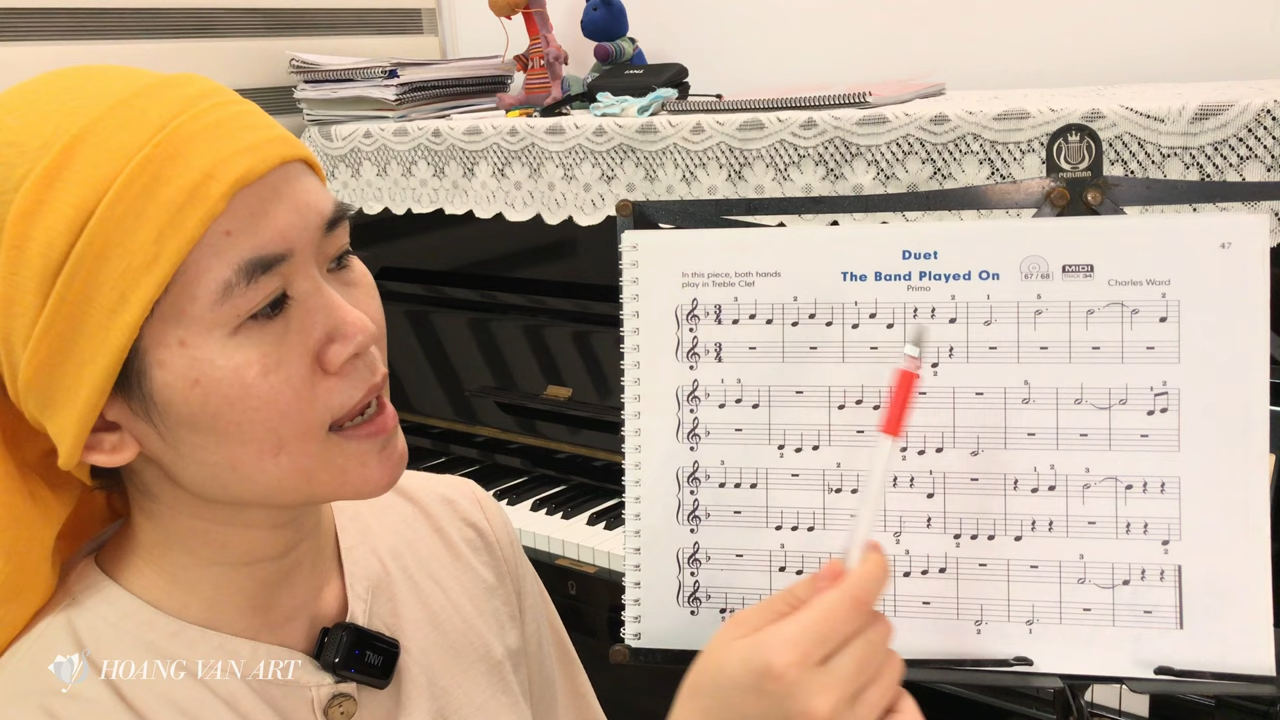 PERLMAN
47
Duet
In this piece, both hands
play in Treble Clef
The Band Played On
67 / 68
MIDI
TRACK 34
Primo
Charles Ward
TNVI
HOANG VAN ART